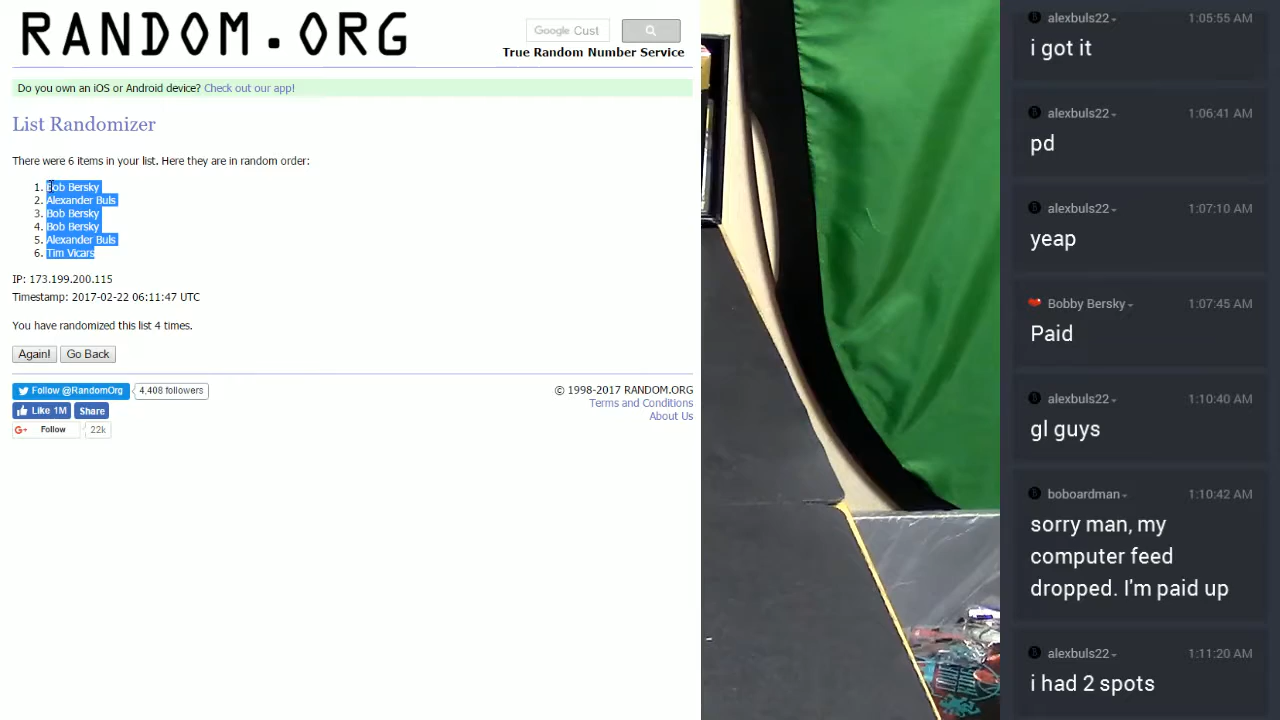 RANDOM.ORG
Google Cust
True Random Number Service
Do you own an iOS or Android device? Check out our app!
List Randomizer
There were 6 items in your list. Here they are in random order:
1. Bob Bersky
2. Alexander Buls
3. Bob Bersky
4. Bob Bersky
5. Alexander Buls
6. Tim Vicars
IP: 173.199.200.115
Timestamp: 2017-02-22 06:11:47 UTC
You have randomized this list 4 times.
Again! Go Back
Follow @RandomOrg 4,408 followers
Like 1M Share
G+ Follow 22k
© 1998-2017 RANDOM.ORG
Terms and Conditions
About Us
alexbuls22 1:05:55 AM
i got it
alexbuls22 1:06:41 AM
pd
alexbuls22 1:07:10 AM
yeap
Bobby Bersky 1:07:45 AM
Paid
alexbuls22 1:10:40 AM
gl guys
boboardman 1:10:42 AM
sorry man, my
computer feed
dropped. I'm paid up
alexbuls22 1:11:20 AM
i had 2 spots